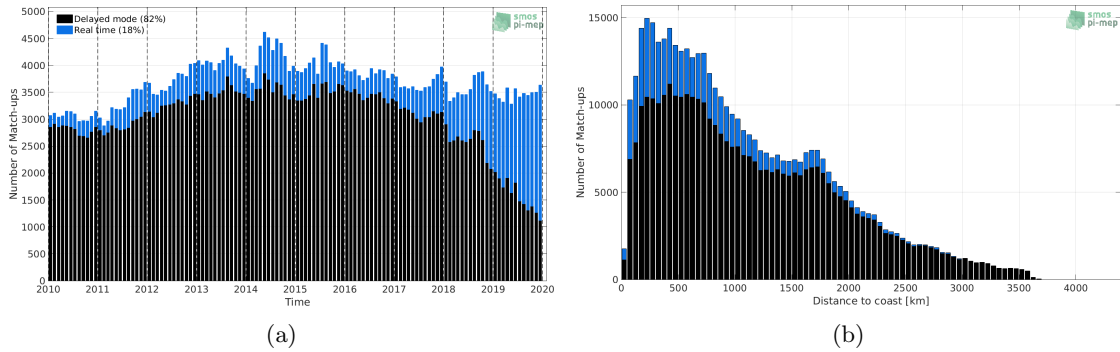 Delayed mode (82%)
Real time (18%)
smos
pi-mep
5000
4500
4000
3500
3000
2500
2000
1500
1000
500
0
Number of Match-ups
2010 2011 2012 2013 2014 2015 2016 2017 2018 2019 2020
Time
(a)
smos
pi-mep
15000
10000
5000
0
Number of Match-ups
0 500 1000 1500 2000 2500 3000 3500 4000
Distance to coast [km]
(b)